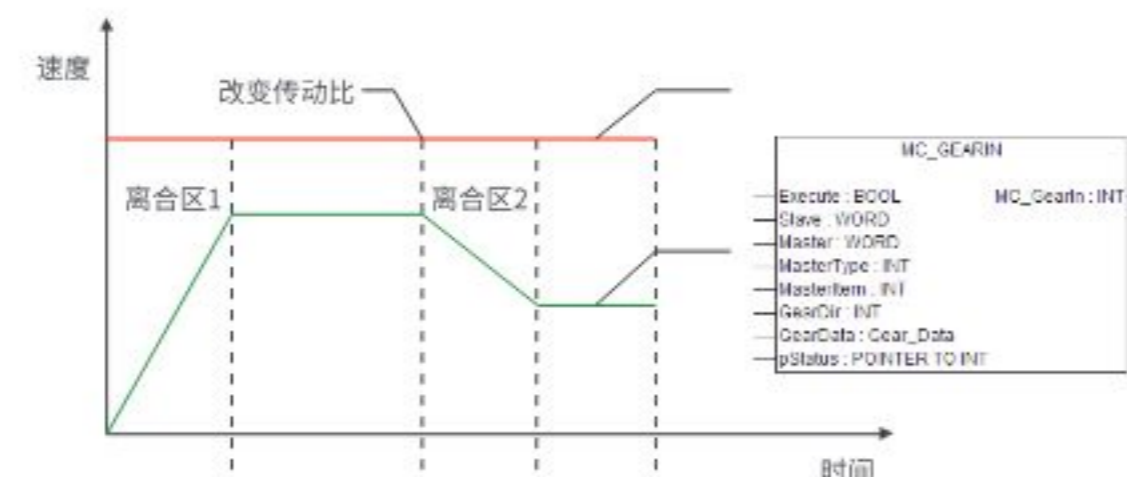 速度
改变传动比
离合区1
离合区2
时间
MC_GEARIN
Execute : BOOL
MC_GearIn : INT
Slave : WORD
Master : WORD
MasterType : INT
MasterItem : INT
GearDir : INT
GearData : Gear_Data
pStatus : POINTER TO INT